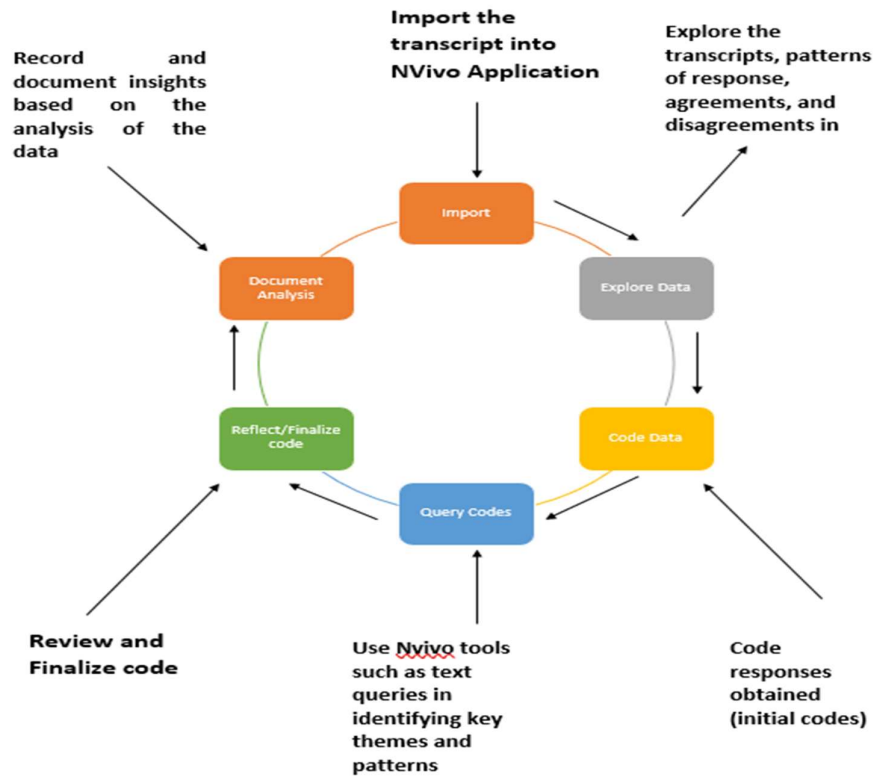 Import the
transcript into
NVivo Application
Explore the
transcripts, patterns
of response,
agreements, and
disagreements in
Record and
document insights
based on the
analysis of the
data
Import
Document
Analysis
Explore Data
Reflect/Finalize
code
Code Data
Query Codes
Review and
Finalize code
Use Nvivo tools
such as text
queries in
identifying key
themes and
patterns
Code
responses
obtained
(initial codes)